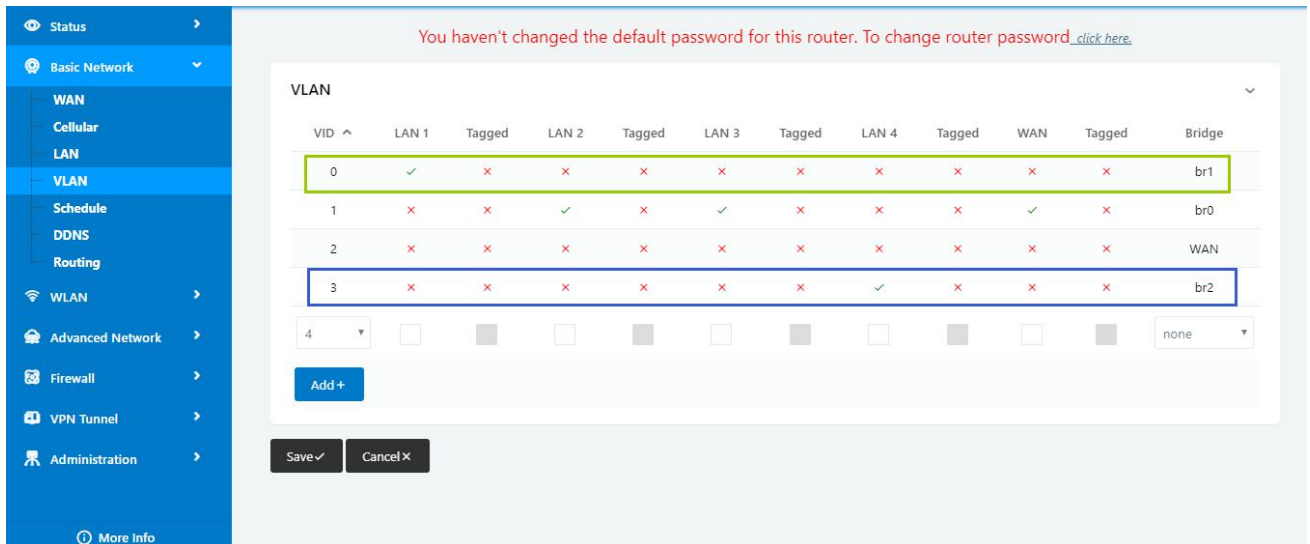 Status
You haven't changed the default password for this router. To change router password click here.
Basic Network
WAN
Cellular
LAN
VLAN
Schedule
DDNS
Routing
WLAN
Advanced Network
Firewall
VPN Tunnel
Administration
More Info
VLAN
VID LAN 1 Tagged LAN 2 Tagged LAN 3 Tagged LAN 4 Tagged WAN Tagged Bridge
0 ✓ × × × × × × × × × br1
1 × × ✓ × ✓ × × × ✓ × br0
2 × × × × × × × × × × WAN
3 × × × × × × ✓ × × × br2
4 none
Add +
Save ✓ Cancel ×